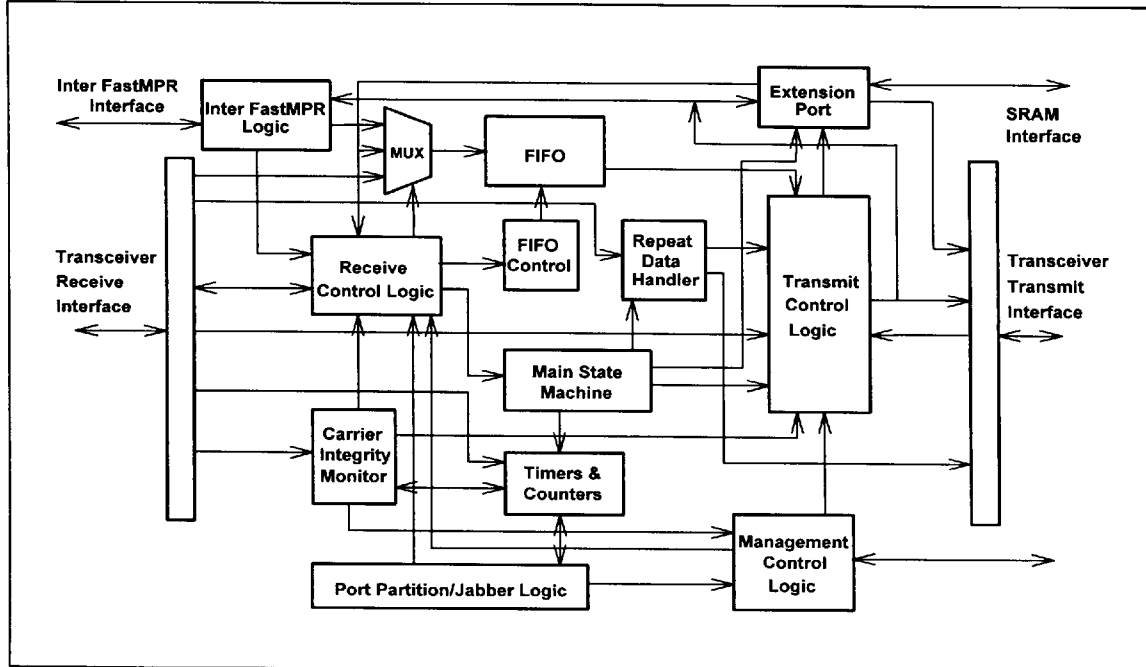 Inter FastMPR
Interface
Inter FastMPR
Logic
MUX
FIFO
Extension
Port
SRAM
Interface
Transceiver
Receive
Interface
Receive
Control Logic
FIFO
Control
Repeat
Data
Handler
Transmit
Control
Logic
Transceiver
Transmit
Interface
Main State
Machine
Carrier
Integrity
Monitor
Timers &
Counters
Port Partition/Jabber Logic
Management
Control
Logic